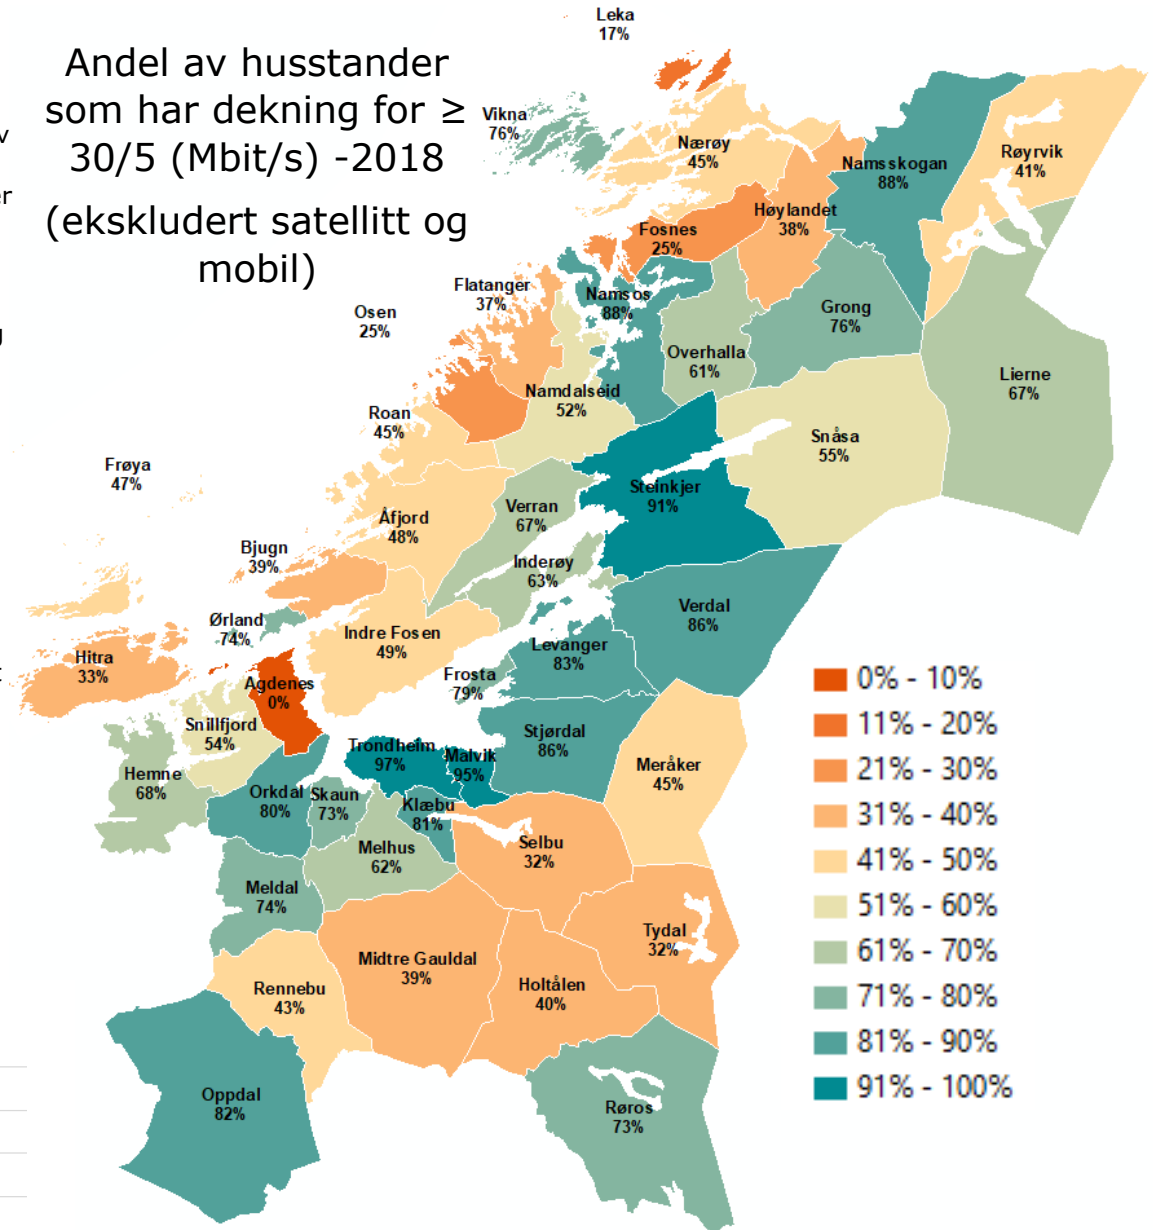 Andel av husstander
som har dekning for ≥
30/5 (Mbit/s) -2018
(ekskludert satellitt og
mobil)
v
er
g
t
Leka
17%
Vikna
76%
Nærøy
45%
Namsskogan
88%
Røyrvik
41%
Høylandet
38%
Fosnes
25%
Flatanger
37%
Namsos
88%
Osen
25%
Grong
76%
Overhalla
61%
Lierne
67%
Namdalseid
52%
Roan
45%
Snåsa
55%
Frøya
47%
Steinkjer
91%
Verran
67%
Åfjord
48%
Bjugn
39%
Inderøy
63%
Verdal
86%
Ørland
74%
Indre Fosen
49%
Levanger
83%
Hitra
33%
Frosta
79%
Agdenes
0%
Snillfjord
54%
Stjørdal
86%
Trondheim
97%
Malvik
95%
Meråker
45%
Hemne
68%
Orkdal
80%
Skaun
73%
Klæbu
81%
Selbu
32%
Melhus
62%
Meldal
74%
Tydal
32%
Midtre Gauldal
39%
Holtålen
40%
Rennebu
43%
Oppdal
82%
Røros
73%
0% - 10%
11% - 20%
21% - 30%
31% - 40%
41% - 50%
51% - 60%
61% - 70%
71% - 80%
81% - 90%
91% - 100%